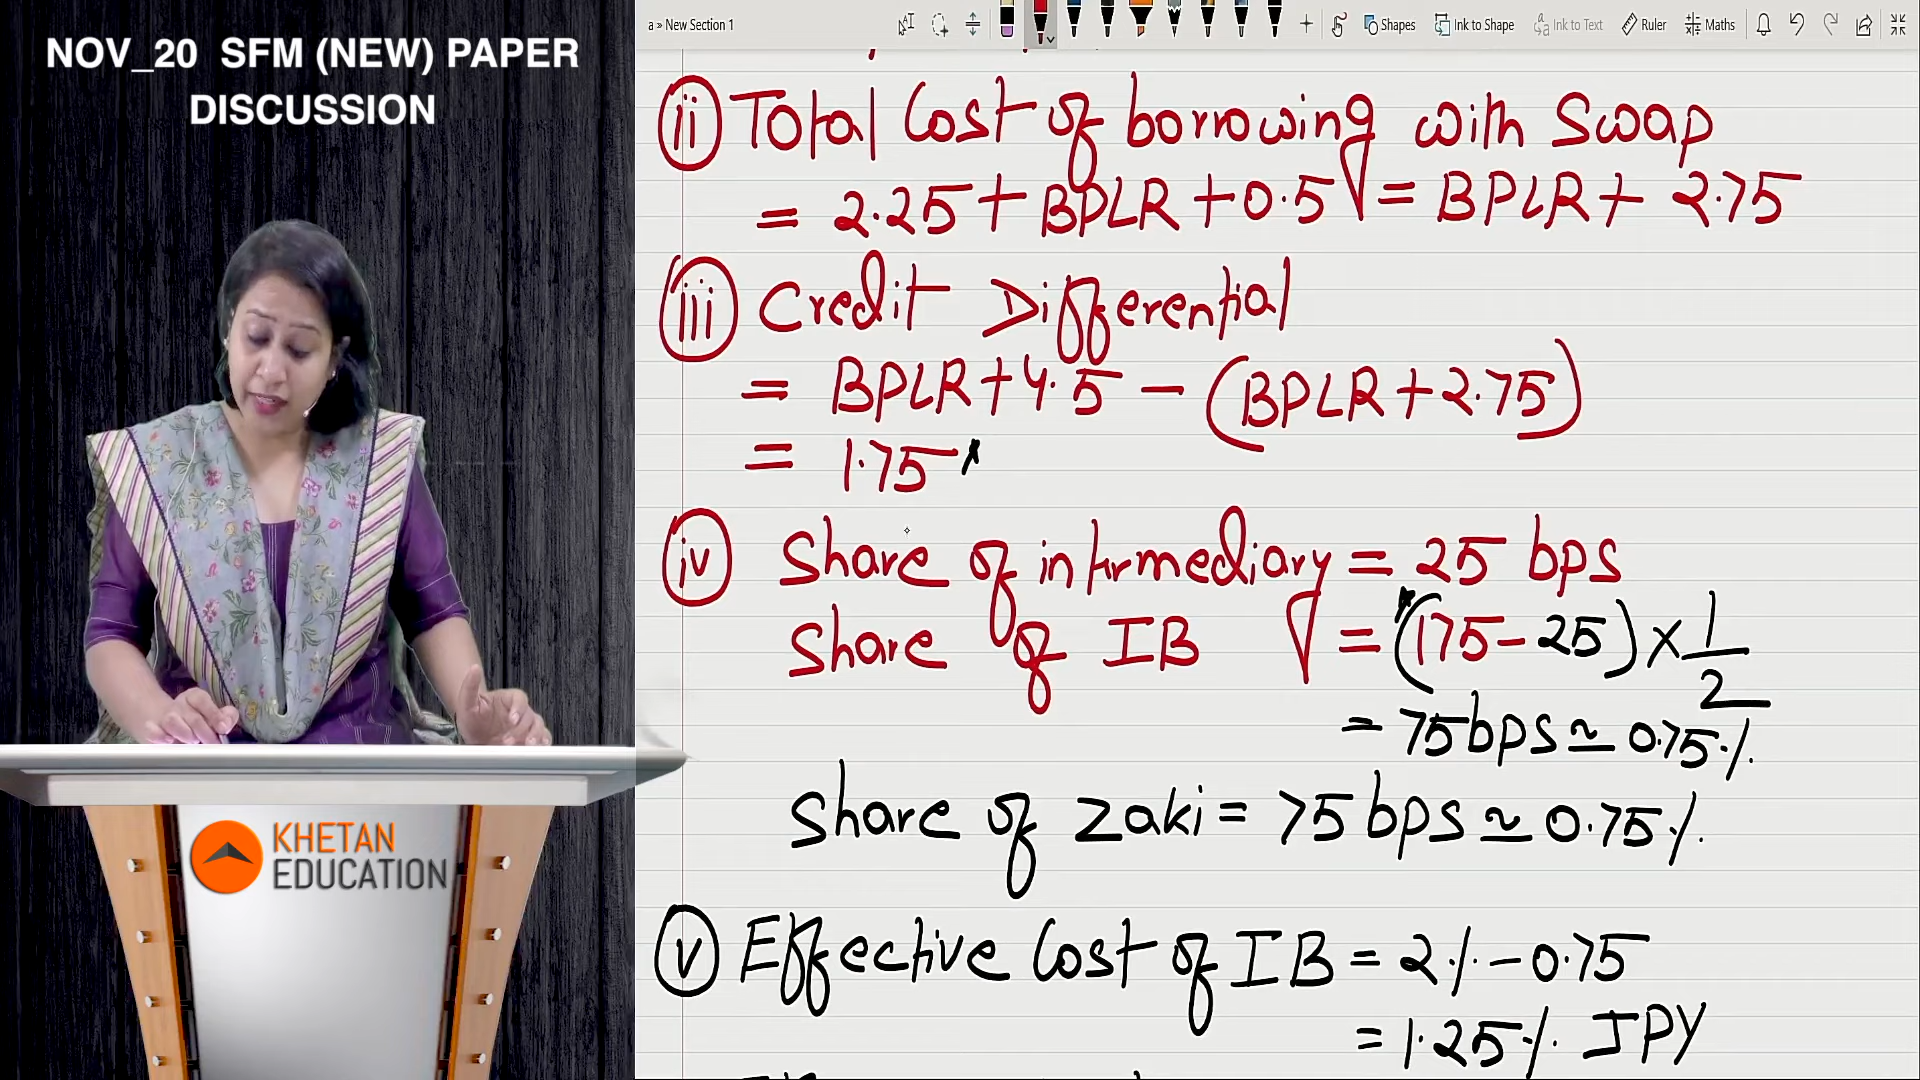 NOV_20 SFM (NEW) PAPER
DISCUSSION
KHETAN
EDUCATION
a » New Section 1
Shapes
Ink to Shape
Ink to Text
Ruler
Maths
ii Total Cost of borrowing with Swap
= 2.25 + BPLR + 0.5 = BPLR + 2.75
iii Credit Differential
= BPLR + 4.5 - (BPLR + 2.75)
= 1.75
iv Share of intermediary = 25 bps
Share of IB = (175 - 25) × 1/2
= 75 bps ≃ 0.75%
Share of Zaki = 75 bps ≃ 0.75%
v Effective Cost of IB = 2% - 0.75
= 1.25% JPY